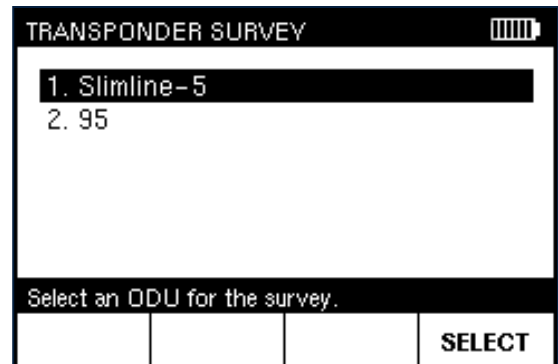 TRANSPONDER SURVEY
1. Slimline-5
2. 95
Select an ODU for the survey.
SELECT